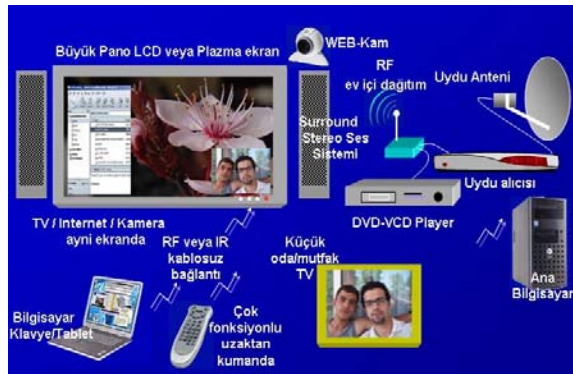 Büyük Pano LCD veya Plazma ekran
WEB-Kam
RF
ev içi dağıtım
Uydu Anteni
Surround
Stereo Ses
Sistemi
Uydu alıcısı
DVD-VCD Player
TV / Internet / Kamera
ayni ekranda
RF veya IR
kablosuz
bağlantı
Küçük
oda/mutfak
TV
Ana
Bilgisayar
Bilgisayar
Klavye/Tablet
Çok
fonksiyonlu
uzaktan
kumanda